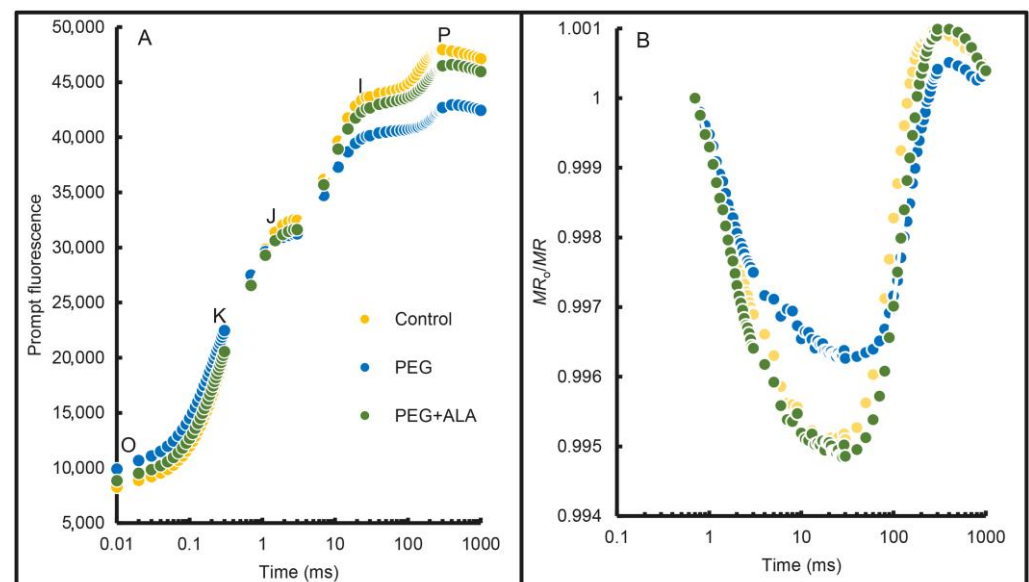 A
50,000
45,000
40,000
35,000
30,000
25,000
20,000
15,000
10,000
5,000
Prompt fluorescence
O
K
J
I
P
Control
PEG
PEG+ALA
0.01
0.1
1
10
100
1000
Time (ms)
B
1.001
1
0.999
0.998
0.997
0.996
0.995
0.994
MRo/MR
0.1
1
10
100
1000
Time (ms)